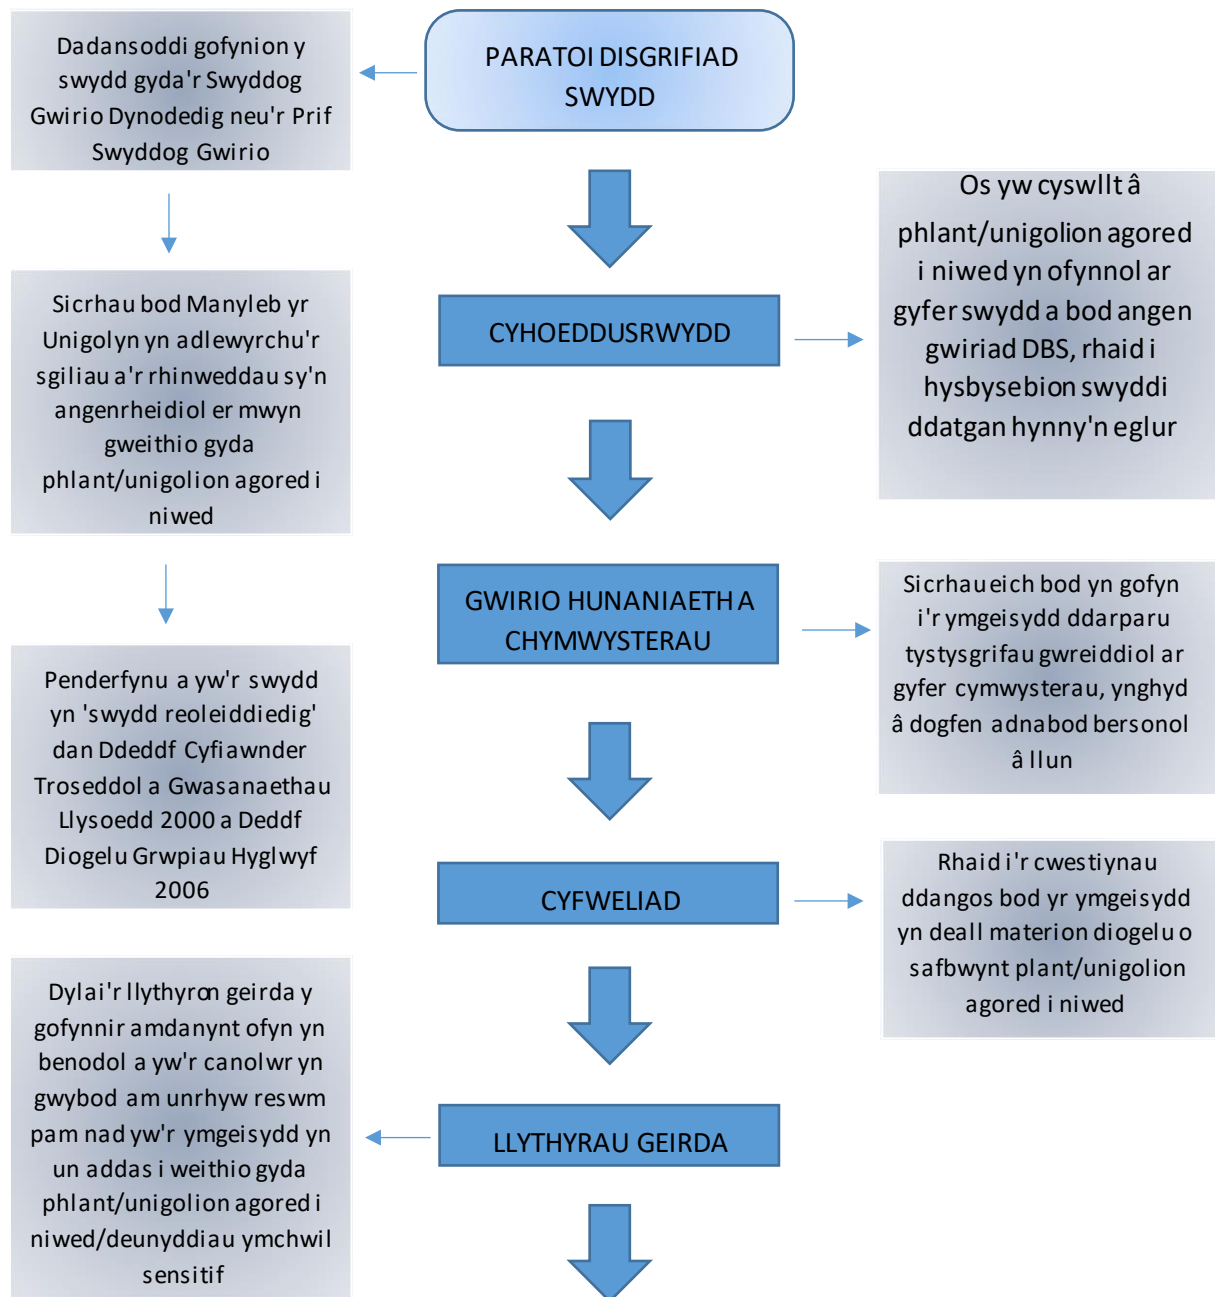 PARATOI DISGRIFIAD
SWYDD
Dadansoddi gofynion y
swydd gyda'r Swyddog
Gwirio Dynodedig neu'r Prif
Swyddog Gwirio
Sicrhau bod Manyleb yr
Unigolyn yn adlewyrchu'r
sgiliau a'r rhinweddau sy'n
angenrheidiol er mwyn
gweithio gyda
phlant/unigolion agored i
niwed
Penderfynu a yw'r swydd
yn 'swydd reoleiddiedig'
dan Ddeddf Cyfiawnder
Troseddol a Gwasanaethau
Llysoedd 2000 a Deddf
Diogelu Grwpiau Hyglwyf
2006
CYHOEDDUSRWYDD
Os yw cyswllt â
phlant/unigolion agored
i niwed yn ofynnol ar
gyfer swydd a bod angen
gwiriad DBS, rhaid i
hysbysebion swyddi
ddatgan hynny'n eglur
GWIRIO HUNANIAETH A
CHYMWYSTERAU
Sicrhau eich bod yn gofyn
i'r ymgeisydd ddarparu
tystysgrifau gwreiddiol ar
gyfer cymwysterau, ynghyd
â dogfen adnabod bersonol
â llun
CYFWELIAD
Rhaid i'r cwestiynau
ddangos bod yr ymgeisydd
yn deall materion diogelu o
safbwynt plant/unigolion
agored i niwed
LLYTHYRAU GEIRDA
Dylai'r llythyron geirda y
gofynnir amdanynt ofyn yn
benodol a yw'r canolwr yn
gwybod am unrhyw reswm
pam nad yw'r ymgeisydd yn
un addas i weithio gyda
phlant/unigolion agored i
niwed/deunyddiau ymchwil
sensitif